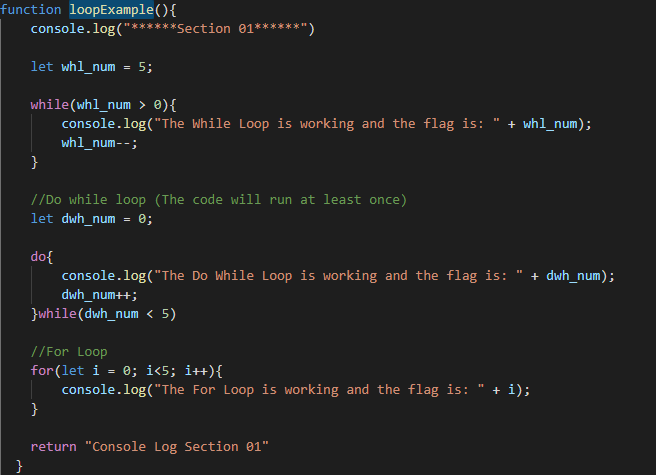 function loopExample(){
console.log("******Section 01******")
let whl_num = 5;
while(whl_num > 0){
console.log("The While Loop is working and the flag is: " + whl_num);
whl_num--;
}
//Do while loop (The code will run at least once)
let dwh_num = 0;
do{
console.log("The Do While Loop is working and the flag is: " + dwh_num);
dwh_num++;
}while(dwh_num < 5)
//For Loop
for(let i = 0; i<5; i++){
console.log("The For Loop is working and the flag is: " + i);
}
return "Console Log Section 01"
}